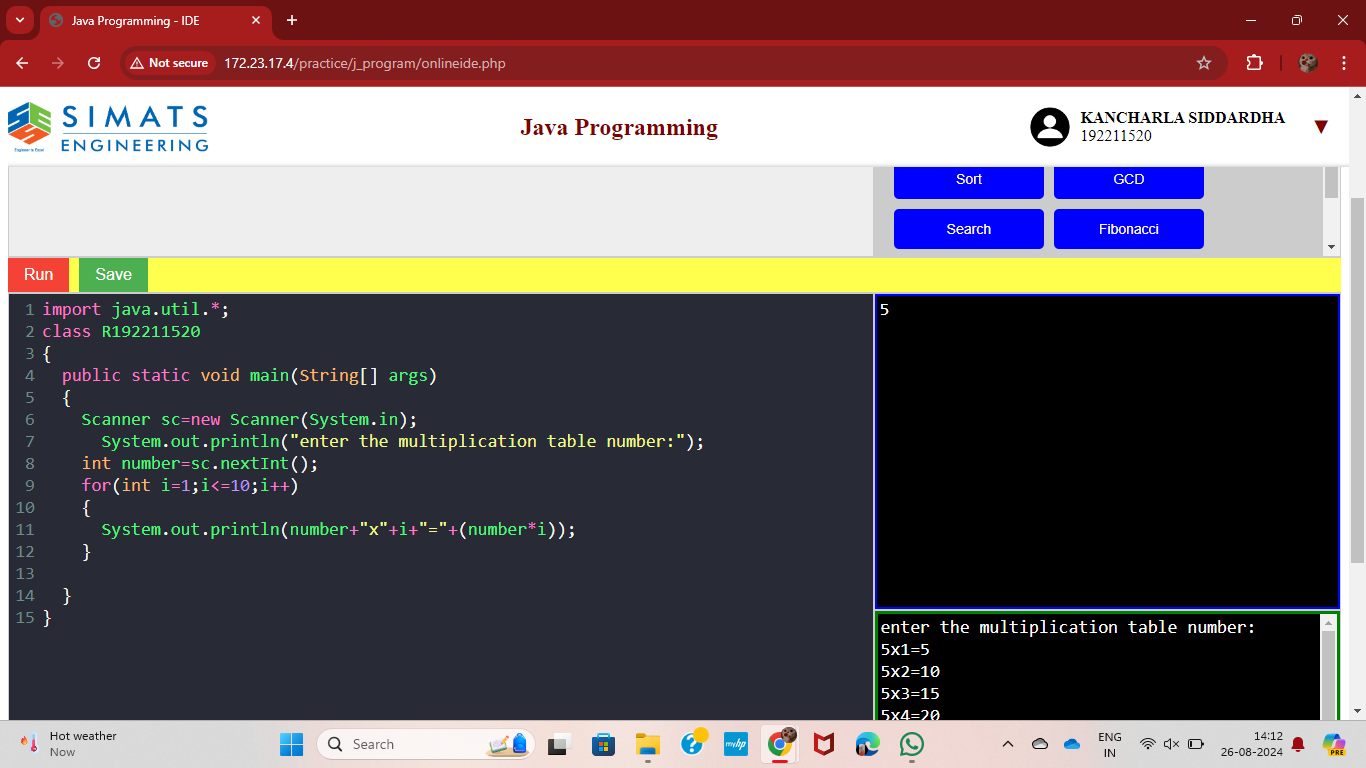 Java Programming - IDE
Not secure
172.23.17.4/practice/j_program/onlineide.php
SIMATS
ENGINEERING
Engineer to Excel
Java Programming
KANCHARLA SIDDARDHA
192211520
Sort
GCD
Search
Fibonacci
Run
Save
1 import java.util.*;
2 class R192211520
3 {
4 public static void main(String[] args)
5 {
6 Scanner sc=new Scanner(System.in);
7 System.out.println("enter the multiplication table number:");
8 int number=sc.nextInt();
9 for(int i=1;i<=10;i++)
10 {
11 System.out.println(number+"x"+i+"="+(number*i));
12 }
13
14 }
15 }
5
enter the multiplication table number:
5x1=5
5x2=10
5x3=15
5x4=20
Hot weather
Now
Search
myhp
ENG
IN
14:12
26-08-2024
PRE